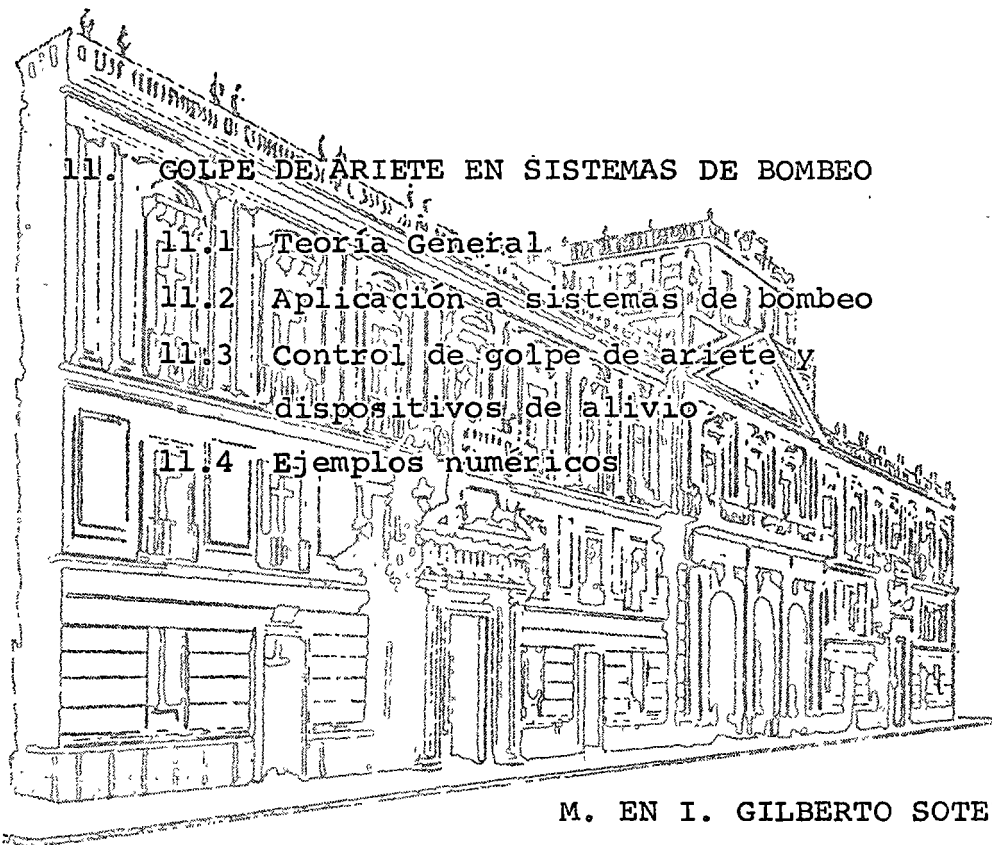 11. GOLPE DE ARIETE EN SISTEMAS DE BOMBEO
11.1 Teoría General
11.2 Aplicación a sistemas de bombeo
11.3 Control de golpe de ariete y
dispositivos de alivio
11.4 Ejemplos numéricos
M. EN I. GILBERTO SOTE